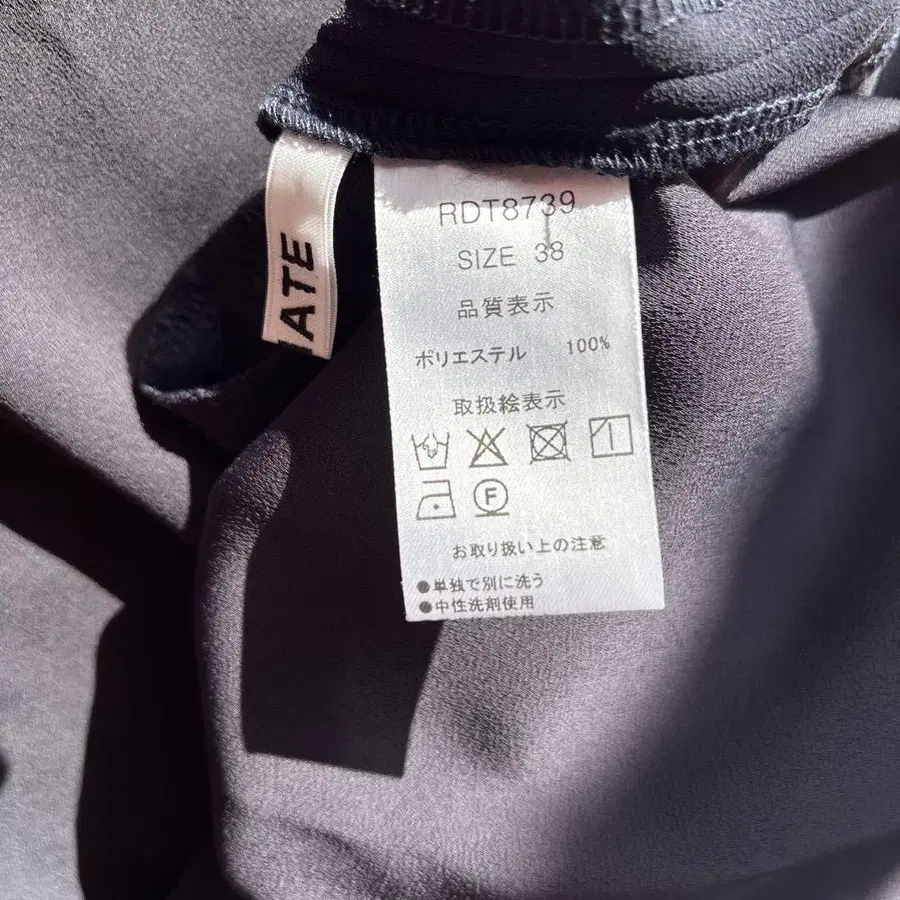 RDT8739
SIZE 38
品質表示
ポリエステル 100%
取扱絵表示
F
お取り扱い上の注意
●単独で別に洗う
●中性洗剤使用
ATE